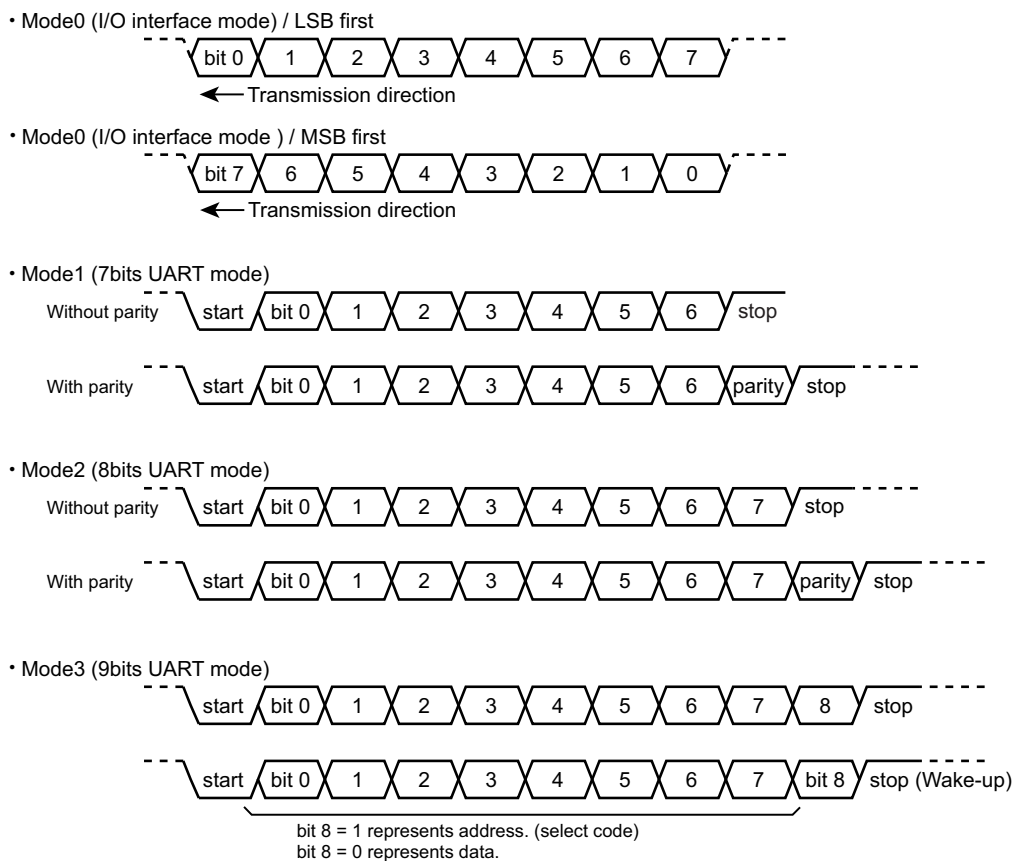 ・Mode0 (I/O interface mode) / LSB first
bit 0 1 2 3 4 5 6 7
Transmission direction
・Mode0 (I/O interface mode ) / MSB first
bit 7 6 5 4 3 2 1 0
Transmission direction
・Mode1 (7bits UART mode)
Without parity start bit 0 1 2 3 4 5 6 stop
With parity start bit 0 1 2 3 4 5 6 parity stop
・Mode2 (8bits UART mode)
Without parity start bit 0 1 2 3 4 5 6 7 stop
With parity start bit 0 1 2 3 4 5 6 7 parity stop
・Mode3 (9bits UART mode)
start bit 0 1 2 3 4 5 6 7 8 stop
start bit 0 1 2 3 4 5 6 7 bit 8 stop (Wake-up)
bit 8 = 1 represents address. (select code)
bit 8 = 0 represents data.